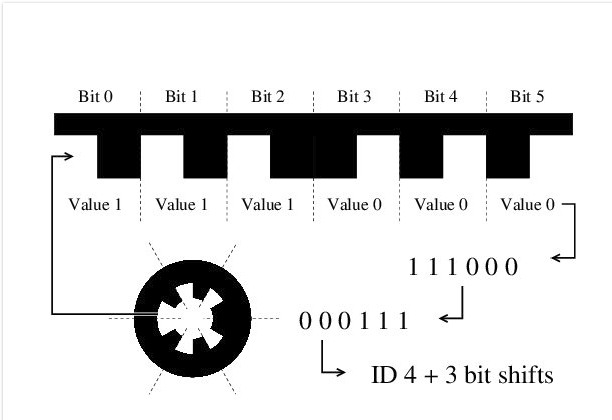 Bit 0 Bit 1 Bit 2 Bit 3 Bit 4 Bit 5
Value 1 Value 1 Value 1 Value 0 Value 0 Value 0
1 1 1 0 0 0
0 0 0 1 1 1
ID 4 + 3 bit shifts